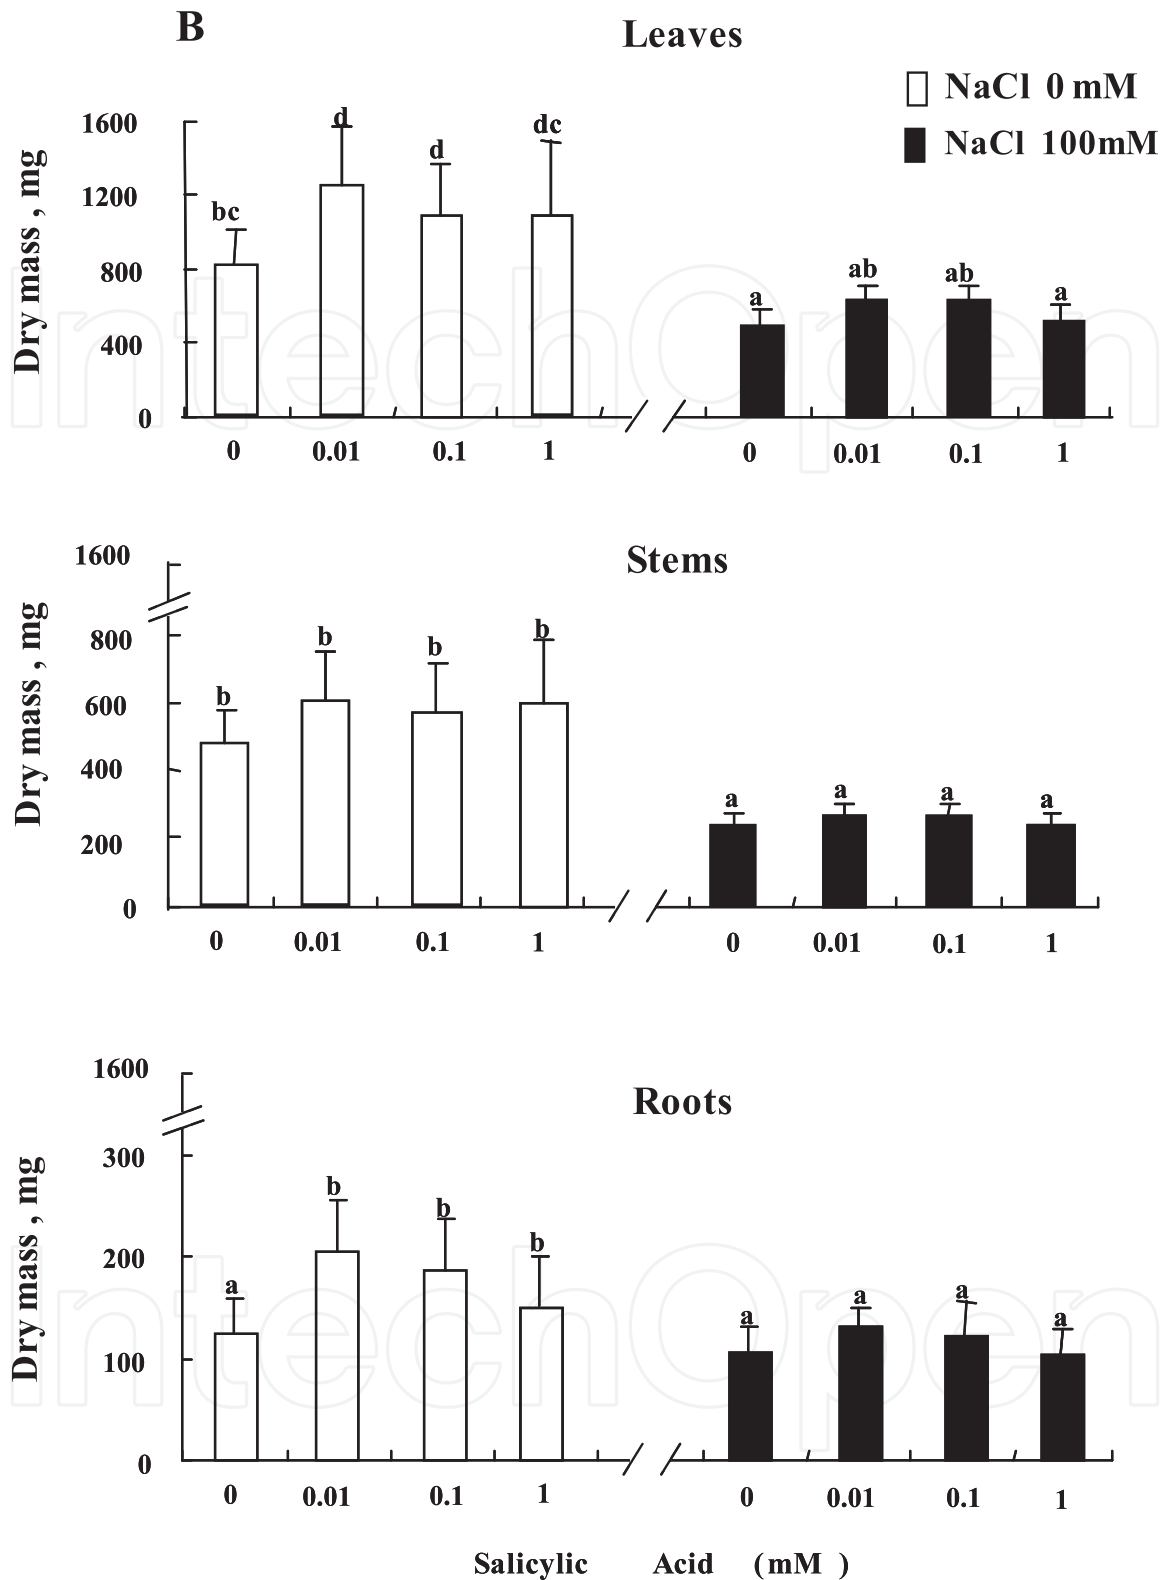 B
Leaves
NaCl 0 mM
NaCl 100mM
Dry mass , mg
1600
1200
800
400
0
bc
d
d
dc
a
ab
ab
a
0 0.01 0.1 1 0 0.01 0.1 1
Stems
Dry mass , mg
1600
800
600
400
200
0
b
b
b
b
a
a
a
a
0 0.01 0.1 1 0 0.01 0.1 1
Roots
Dry mass , mg
1600
300
200
100
0
a
b
b
b
a
a
a
a
0 0.01 0.1 1 0 0.01 0.1 1
Salicylic Acid (mM )
IntechOpen
IntechOpen